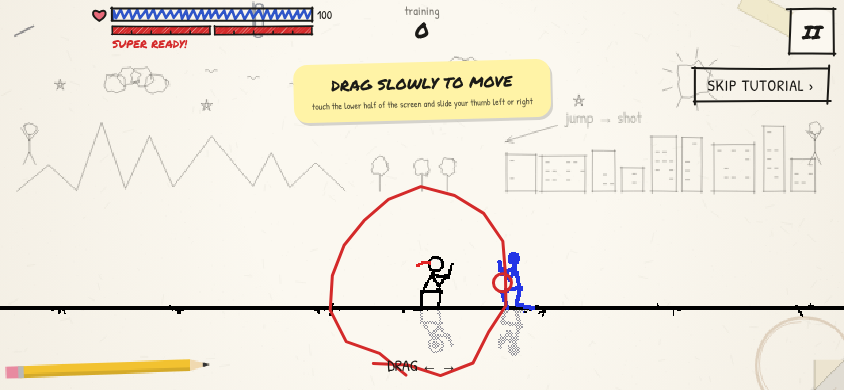 100
SUPER READY!
training
0
II
SKIP TUTORIAL ›
DRAG SLOWLY TO MOVE
touch the lower half of the screen and slide your thumb left or right
jump → shot
DRAG ← →